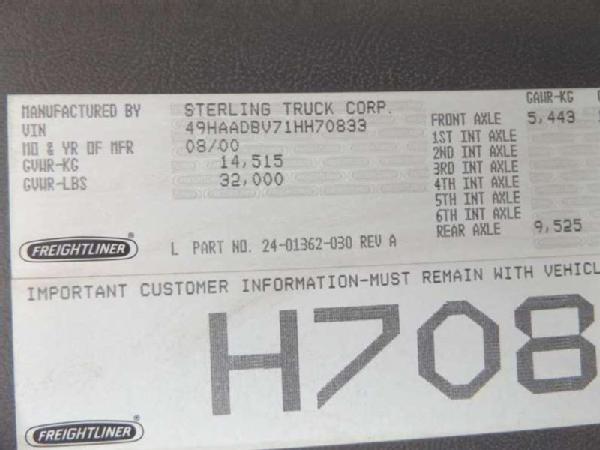 MANUFACTURED BY STERLING TRUCK CORP.
VIN 49HAADBV71HH70833
MO & YR OF MFR 08/00
GVWR-KG 14,515
GVWR-LBS 32,000
GAWR-KG
FRONT AXLE 5,443
1ST INT AXLE
2ND INT AXLE
3RD INT AXLE
4TH INT AXLE
5TH INT AXLE
6TH INT AXLE
REAR AXLE 9,525
FREIGHTLINER L PART NO. 24-01362-030 REV A
IMPORTANT CUSTOMER INFORMATION-MUST REMAIN WITH VEHICL
H708
FREIGHTLINER